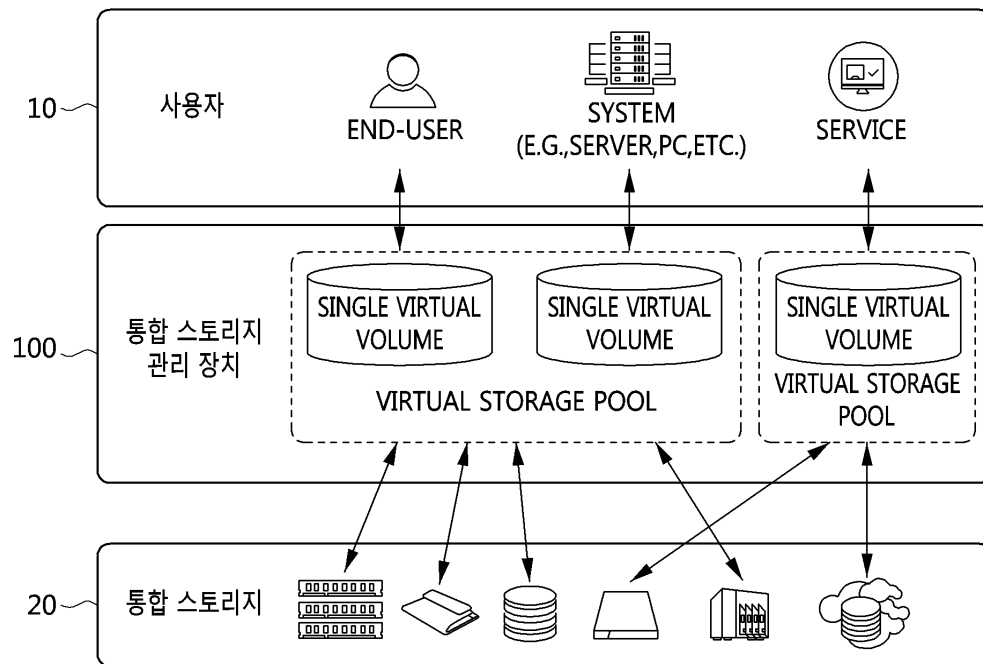 10
사용자
END-USER
SYSTEM
(E.G.,SERVER,PC,ETC.)
SERVICE
100
통합 스토리지
관리 장치
SINGLE VIRTUAL
VOLUME
SINGLE VIRTUAL
VOLUME
VIRTUAL STORAGE POOL
SINGLE VIRTUAL
VOLUME
VIRTUAL STORAGE
POOL
20
통합 스토리지